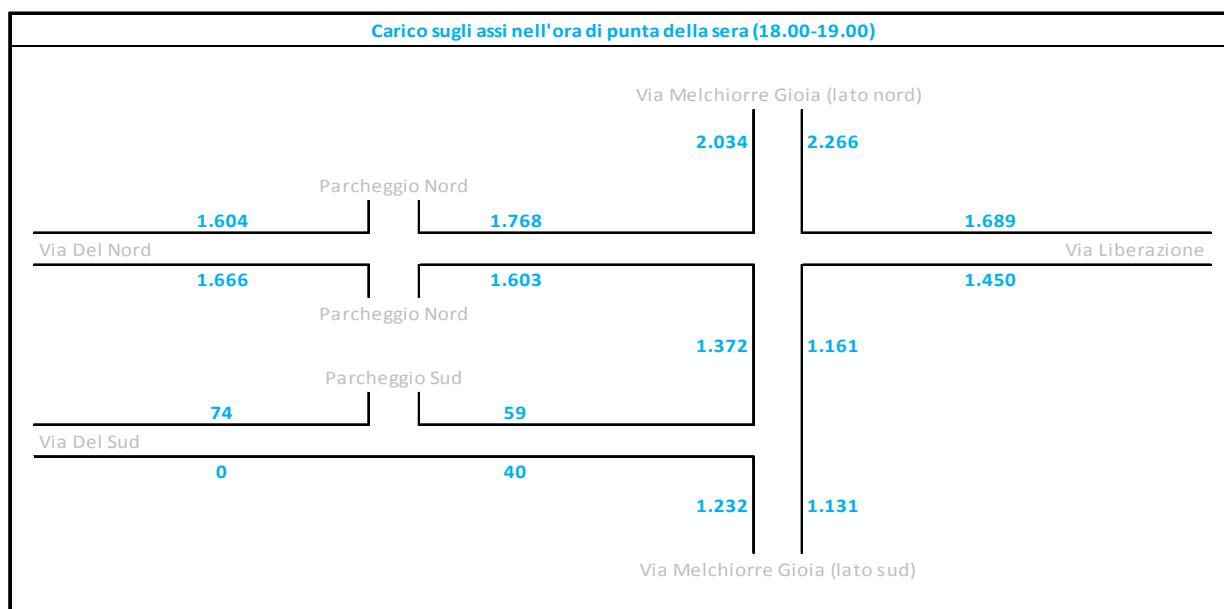 Carico sugli assi nell'ora di punta della sera (18.00-19.00)
Via Melchiorre Gioia (lato nord)
2.034 2.266
Parcheggio Nord
1.604 1.768 1.689
Via Del Nord Via Liberazione
1.666 1.603 1.450
Parcheggio Nord
1.372 1.161
Parcheggio Sud
74 59
Via Del Sud
0 40
1.232 1.131
Via Melchiorre Gioia (lato sud)